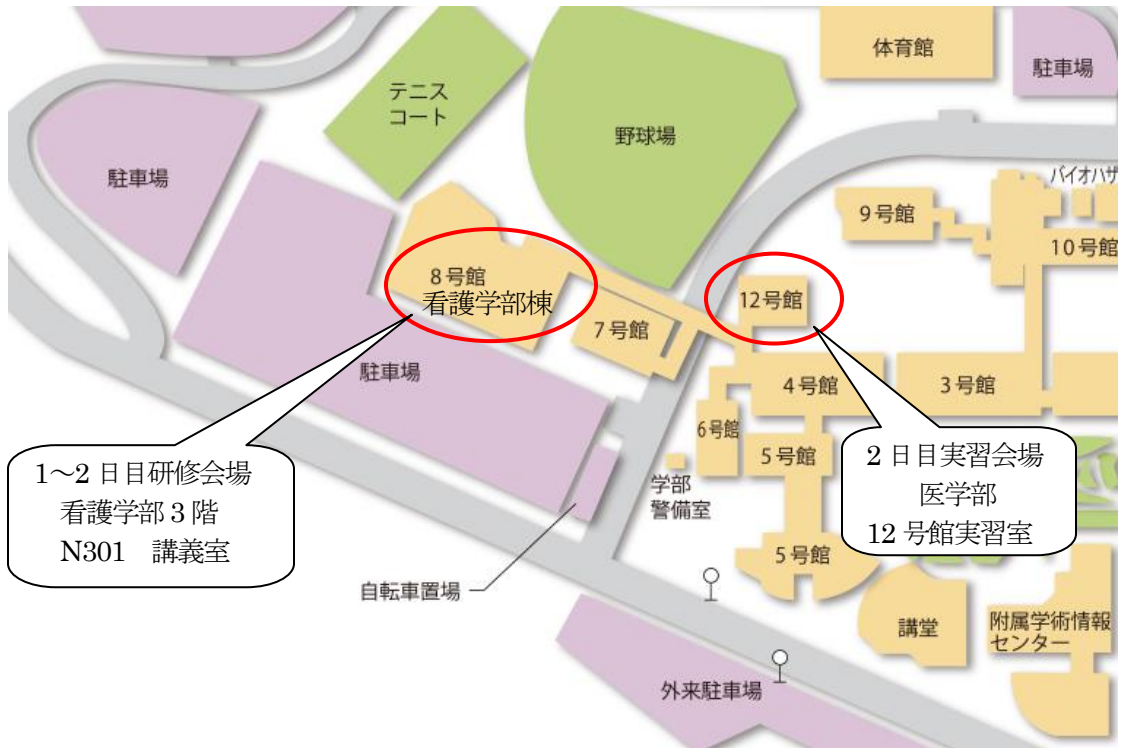 体育館
駐車場
テニス
コート
野球場
駐車場
バイオハザ
9号館
10号館
8号館
看護学部棟
12号館
7号館
駐車場
4号館
3号館
6号館
5号館
1～2日目研修会場
看護学部3階
N301　講義室
2日目実習会場
医学部
12号館実習室
学部
警備室
5号館
自転車置場
講堂
附属学術情報
センター
外来駐車場